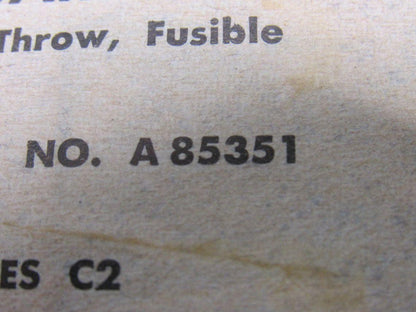 Throw, Fusible
NO. A 85351
ES C2